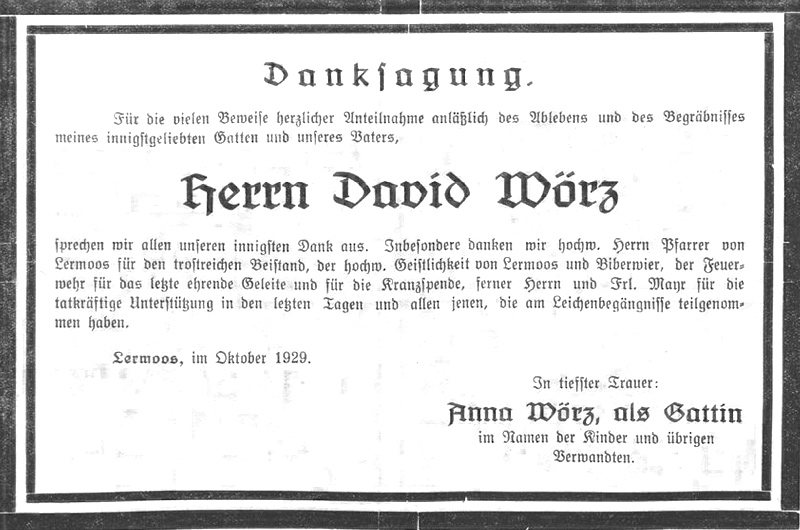 Danksagung.
Für die vielen Beweise herzlicher Anteilnahme anläßlich des Ablebens und des Begräbnisses
meines innigstgeliebten Gatten und unseres Vaters,
Herrn David Wörz
sprechen wir allen unseren innigsten Dank aus. Inbesondere danken wir hochw. Herrn Pfarrer von
Lermoos für den trostreichen Beistand, der hochw. Geistlichkeit von Lermoos und Biberwier, der Feuer-
wehr für das letzte ehrende Geleite und für die Kranzspende, ferner Herrn und Frl. Mayr für die
tatkräftige Unterstützung in den letzten Tagen und allen jenen, die am Leichenbegängnisse teilgenom-
men haben.
Lermoos, im Oktober 1929.
In tiefster Trauer:
Anna Wörz, als Gattin
im Namen der Kinder und übrigen
Verwandten.